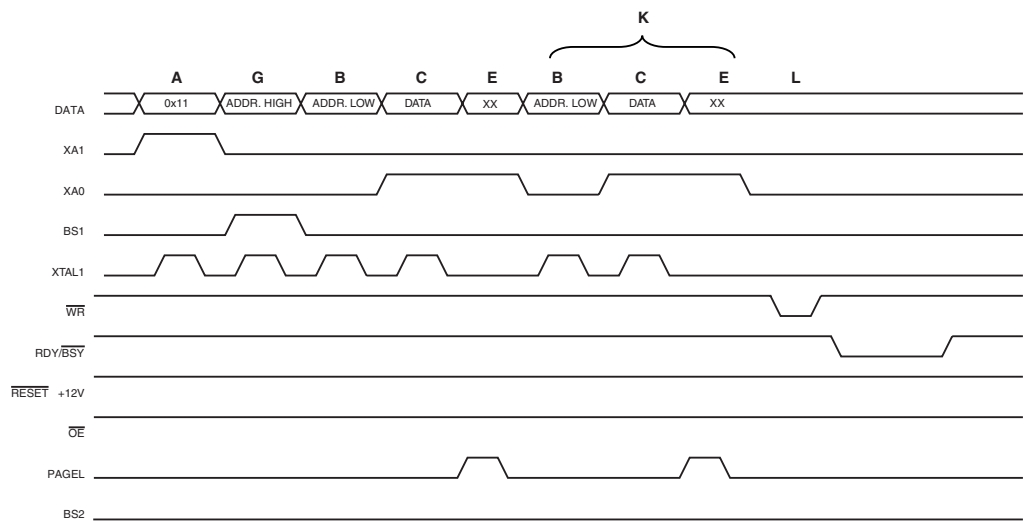 K
A G B C E B C E L
DATA 0x11 ADDR. HIGH ADDR. LOW DATA XX ADDR. LOW DATA XX
XA1
XA0
BS1
XTAL1
WR
RDY/BSY
RESET +12V
OE
PAGEL
BS2